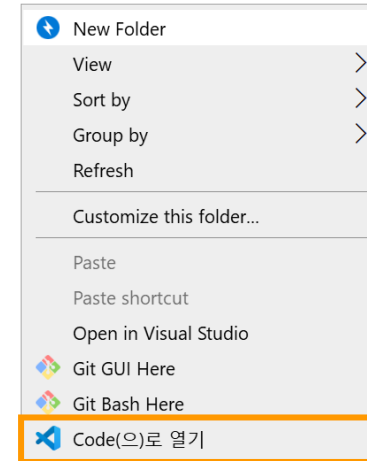 New Folder
View
Sort by
Group by
Refresh
Customize this folder...
Paste
Paste shortcut
Open in Visual Studio
Git GUI Here
Git Bash Here
Code(으)로 열기